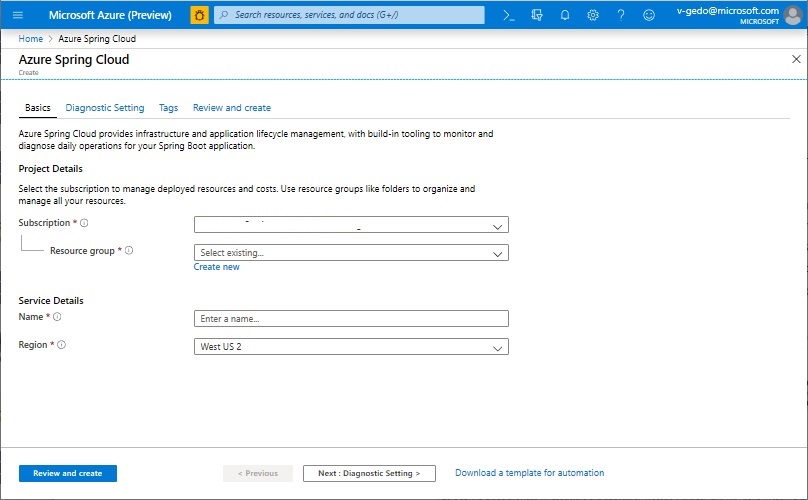 Microsoft Azure (Preview)
Search resources, services, and docs (G+/)
v-gedo@microsoft.com
MICROSOFT
Home > Azure Spring Cloud
Azure Spring Cloud
Create
Basics Diagnostic Setting Tags Review and create
Azure Spring Cloud provides infrastructure and application lifecycle management, with build-in tooling to monitor and
diagnose daily operations for your Spring Boot application.
Project Details
Select the subscription to manage deployed resources and costs. Use resource groups like folders to organize and
manage all your resources.
Subscription *
Resource group *
Select existing...
Create new
Service Details
Name *
Enter a name...
Region *
West US 2
Review and create
< Previous
Next : Diagnostic Setting >
Download a template for automation